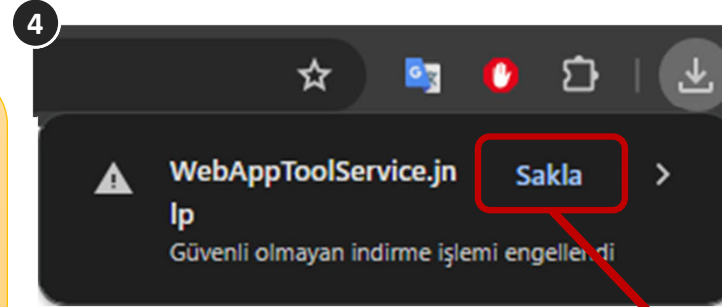 4
WebAppToolService.jn
Sakla
lp
Güvenli olmayan indirme işlemi engellendi